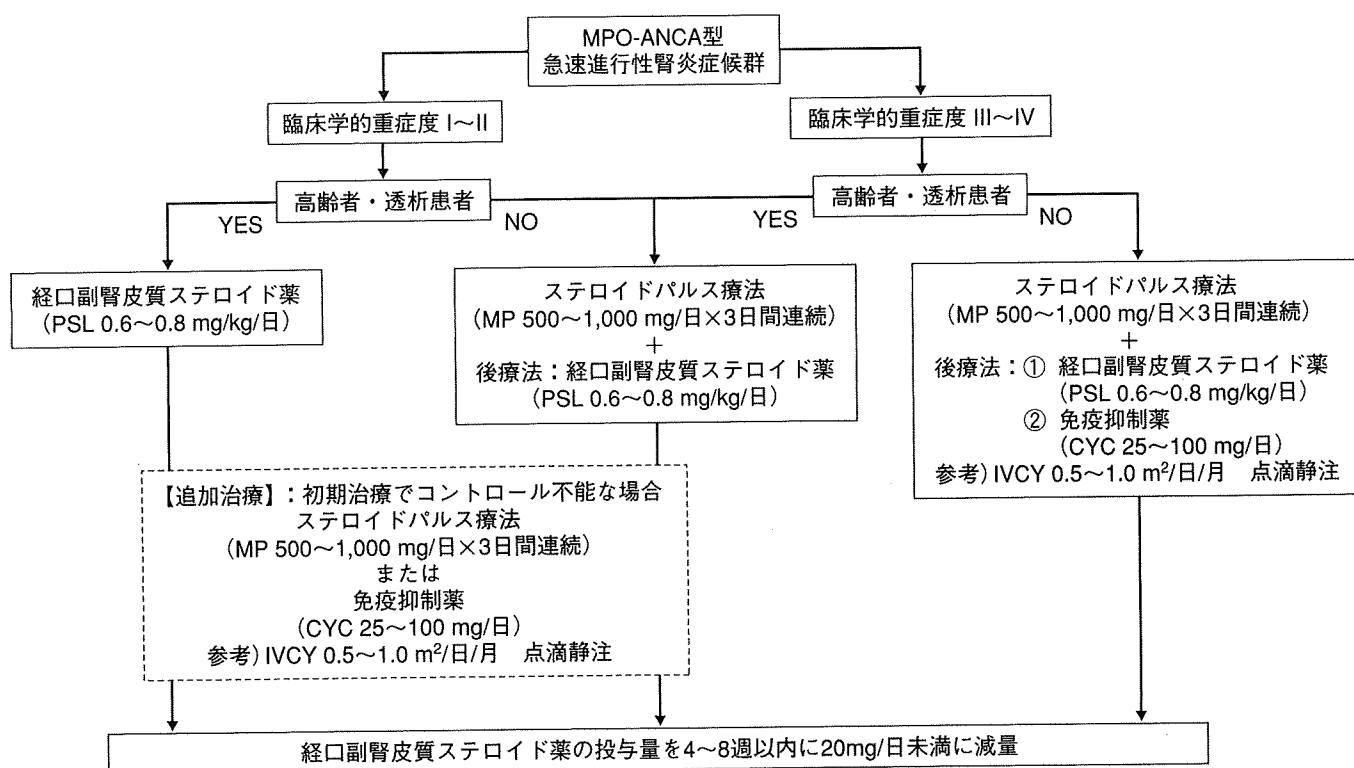 MPO-ANCA型
急速進行性腎炎症候群
臨床学的重症度 I～II
臨床学的重症度 III～IV
高齢者・透析患者
高齢者・透析患者
YES
NO
YES
NO
経口副腎皮質ステロイド薬
（PSL 0.6～0.8 mg/kg/日）
ステロイドパルス療法
（MP 500～1,000 mg/日×3日間連続）
＋
後療法：経口副腎皮質ステロイド薬
（PSL 0.6～0.8 mg/kg/日）
ステロイドパルス療法
（MP 500～1,000 mg/日×3日間連続）
＋
後療法：① 経口副腎皮質ステロイド薬
（PSL 0.6～0.8 mg/kg/日）
② 免疫抑制薬
（CYC 25～100 mg/日）
参考）IVCY 0.5～1.0 m²/日/月　点滴静注
【追加治療】：初期治療でコントロール不能な場合
ステロイドパルス療法
（MP 500～1,000 mg/日×3日間連続）
または
免疫抑制薬
（CYC 25～100 mg/日）
参考）IVCY 0.5～1.0 m²/日/月　点滴静注
経口副腎皮質ステロイド薬の投与量を4～8週以内に20mg/日未満に減量